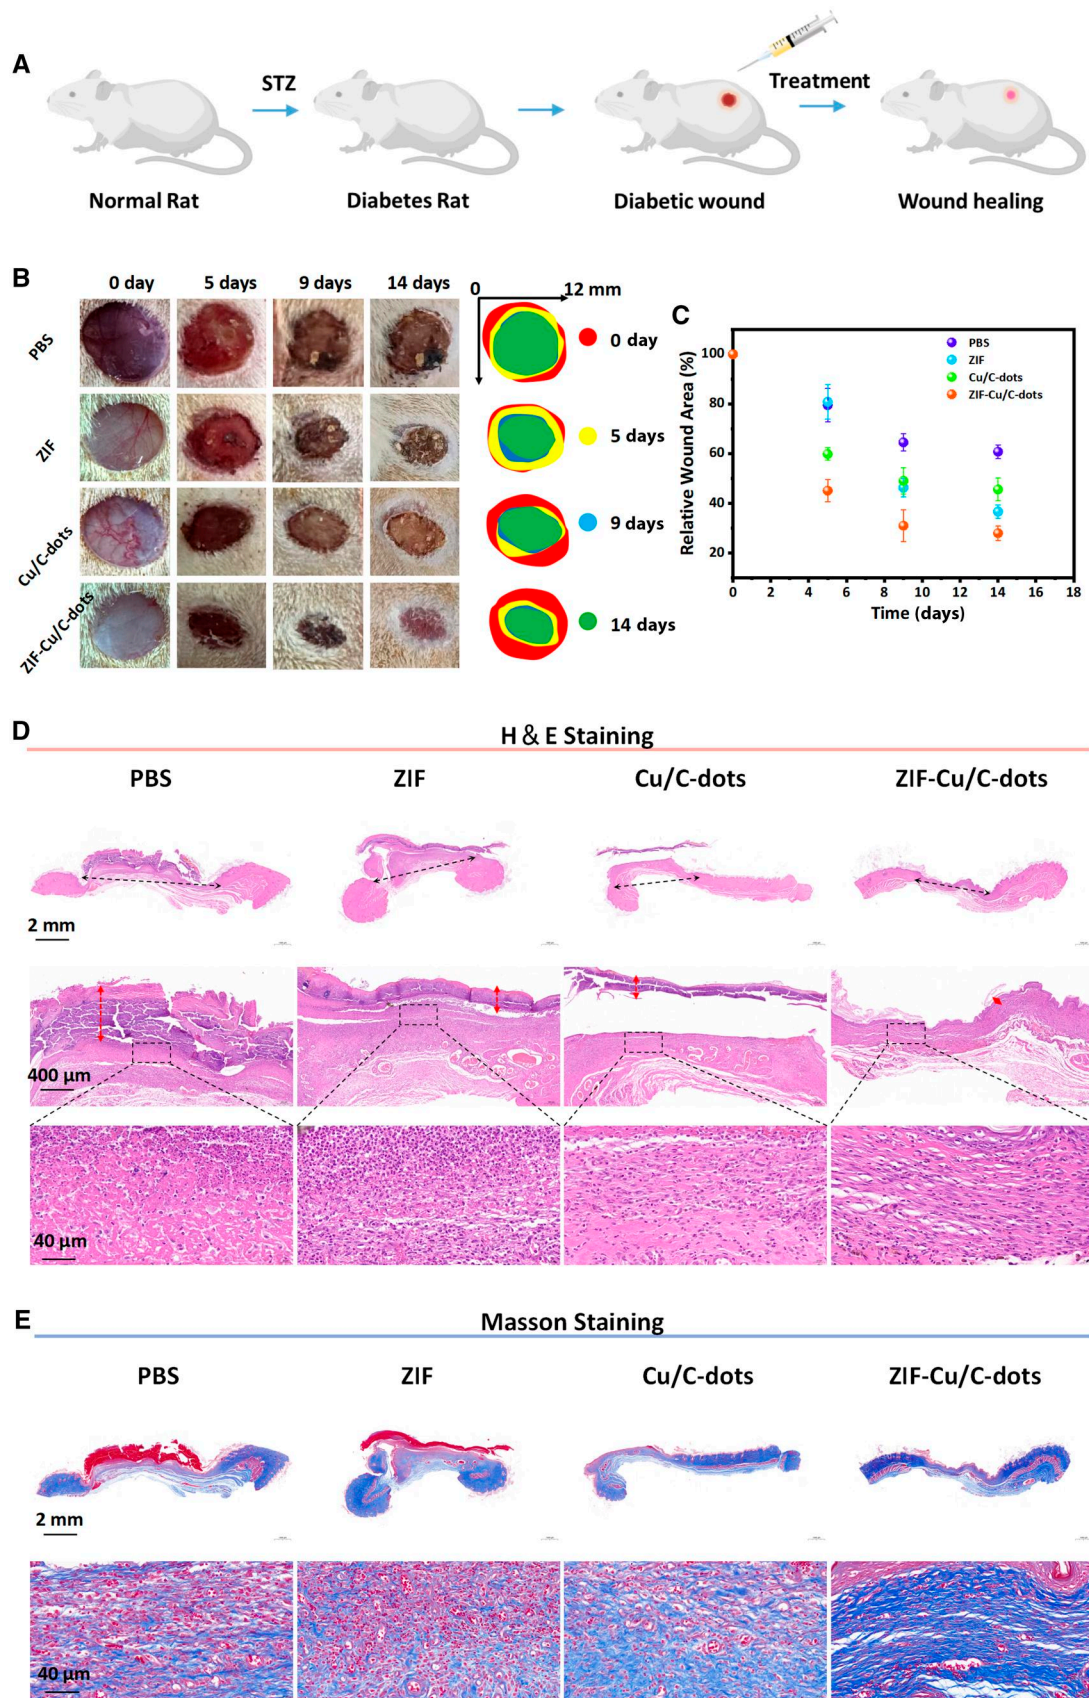 A
STZ
Treatment
Normal Rat
Diabetes Rat
Diabetic wound
Wound healing
B
0 day
5 days
9 days
14 days
0
12 mm
PBS
ZIF
Cu/C-dots
ZIF-Cu/C-dots
0 day
5 days
9 days
14 days
C
Relative Wound Area (%)
100
80
60
40
20
0 2 4 6 8 10 12 14 16 18
Time (days)
PBS
ZIF
Cu/C-dots
ZIF-Cu/C-dots
D
H & E Staining
PBS
ZIF
Cu/C-dots
ZIF-Cu/C-dots
2 mm
400 μm
40 μm
E
Masson Staining
PBS
ZIF
Cu/C-dots
ZIF-Cu/C-dots
2 mm
40 μm